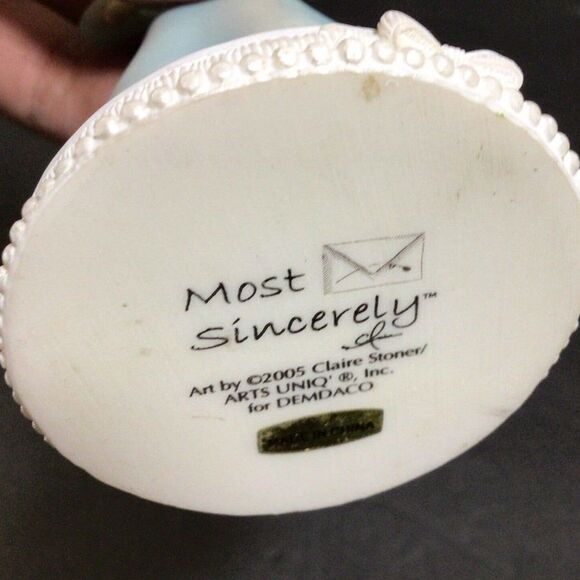 Most
Sincerely™
Art by ©2005 Claire Stoner/
ARTS UNIQ' ®, Inc.
for DEMDACO
MADE IN CHINA